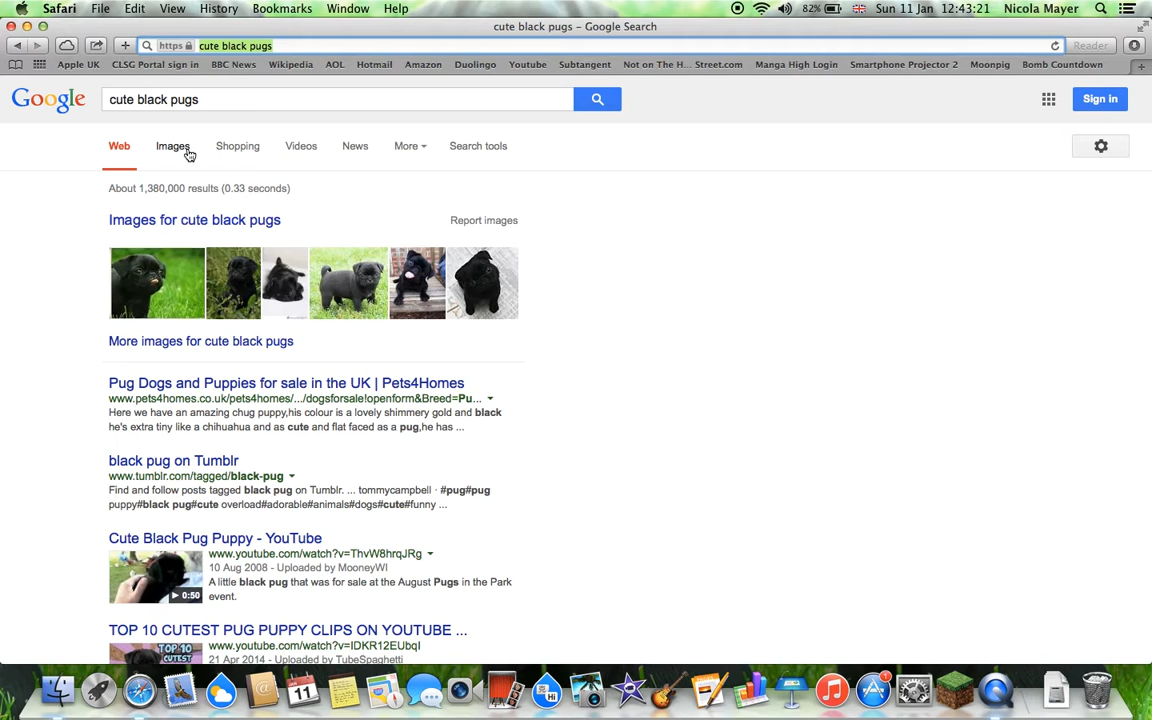 Safari File Edit View History Bookmarks Window Help 82% Sun 11 Jan 12:43:21 Nicola Mayer
cute black pugs – Google Search
https cute black pugs Reader
Apple UK CLSG Portal sign in BBC News Wikipedia AOL Hotmail Amazon Duolingo Youtube Subtangent Not on The H... Street.com Manga High Login Smartphone Projector 2 Moonpig Bomb Countdown
Google cute black pugs Sign in
Web Images Shopping Videos News More Search tools
About 1,380,000 results (0.33 seconds)
Images for cute black pugs Report images
More images for cute black pugs
Pug Dogs and Puppies for sale in the UK | Pets4Homes
www.pets4homes.co.uk/pets4homes/.../dogsforsale!openform&Breed=Pu...
Here we have an amazing chug puppy,his colour is a lovely shimmery gold and black
he's extra tiny like a chihuahua and as cute and flat faced as a pug,he has ...
black pug on Tumblr
www.tumblr.com/tagged/black-pug
Find and follow posts tagged black pug on Tumblr. ... tommycampbell · #pug#pug
puppy#black pug#cute overload#adorable#animals#dogs#cute#funny ...
Cute Black Pug Puppy - YouTube
www.youtube.com/watch?v=ThvW8hrqJRg
10 Aug 2008 - Uploaded by MooneyWI
A little black pug that was for sale at the August Pugs in the Park
event.
0:50
TOP 10 CUTEST PUG PUPPY CLIPS ON YOUTUBE ...
www.youtube.com/watch?v=IDKR12EUbqI
21 Apr 2014 - Uploaded by TubeSpaghetti
TOP 10
CUTEST
11
Hi
1